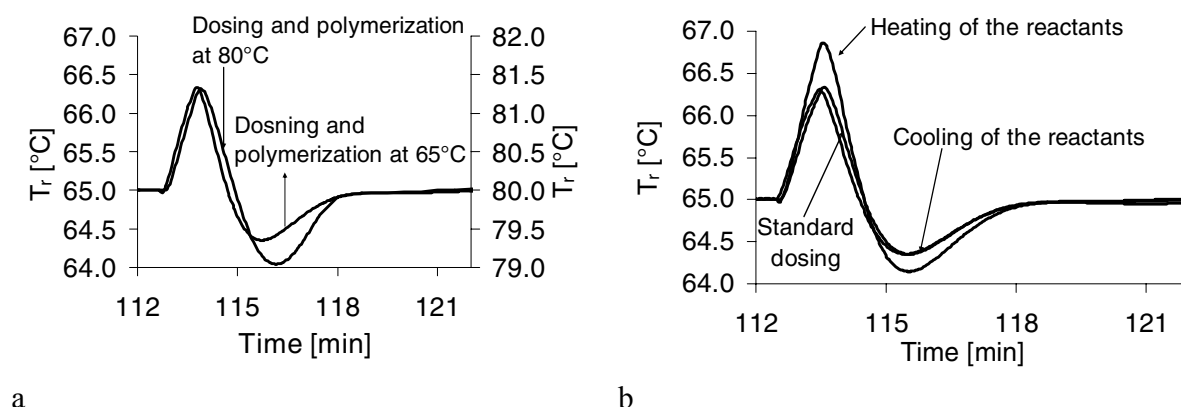 Dosing and polymerization
at 80°C
Dosning and
polymerization at 65°C
67.0
66.5
66.0
65.5
65.0
64.5
64.0
Tr [°C]
82.0
81.5
81.0
80.5
80.0
79.5
79.0
Tr [°C]
112
115
118
121
Time [min]
a
Heating of the reactants
Cooling of the reactants
Standard
dosing
67.0
66.5
66.0
65.5
65.0
64.5
64.0
Tr [°C]
112
115
118
121
Time [min]
b